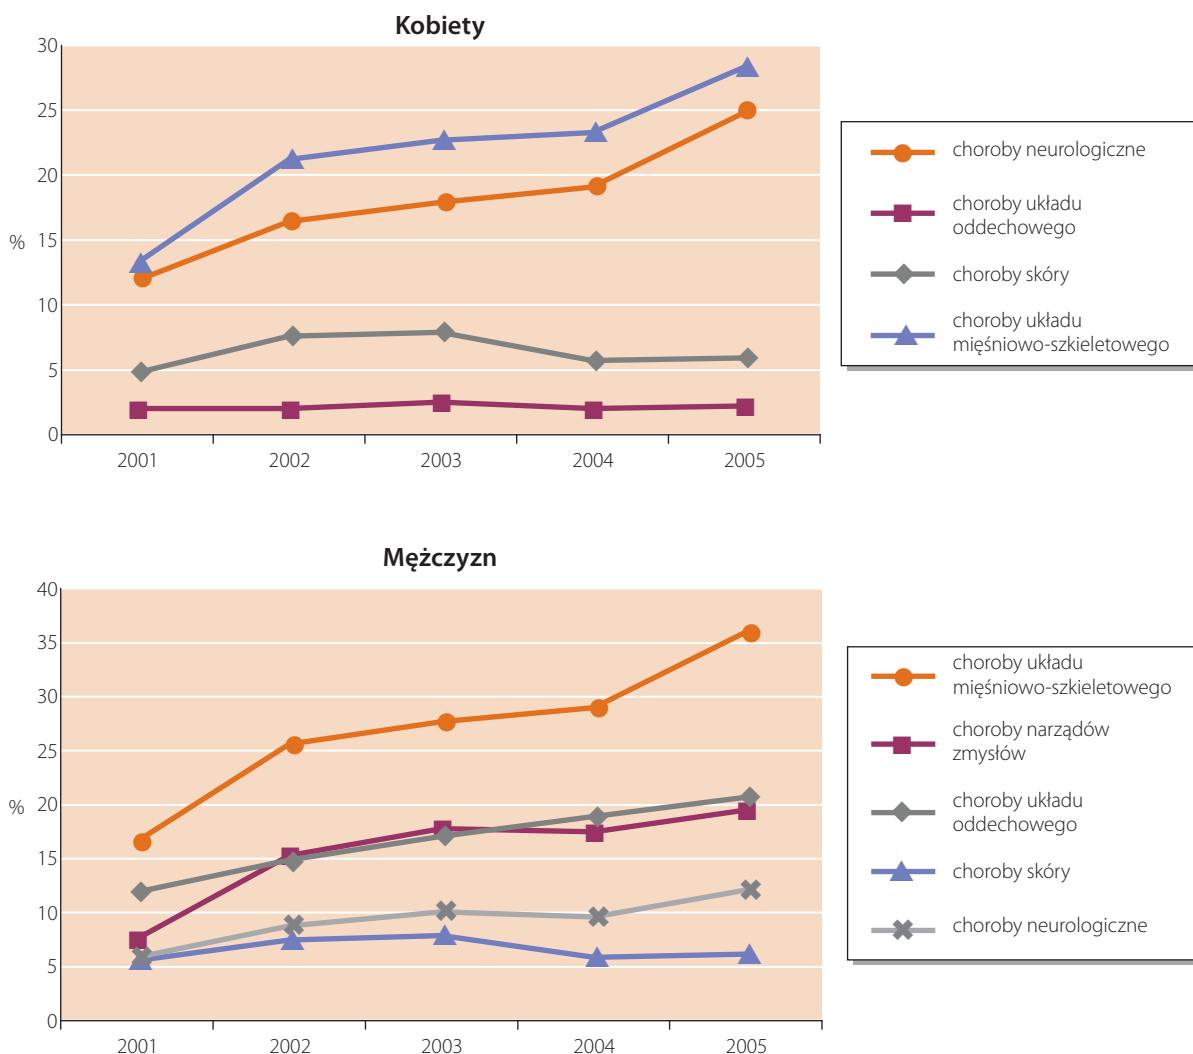 Kobiety
30
25
20
15
10
5
0
%
2001 2002 2003 2004 2005
choroby neurologiczne
choroby układu
oddechowego
choroby skóry
choroby układu
mięśniowo-szkieletowego
Mężczyzn
40
35
30
25
20
15
10
5
0
%
2001 2002 2003 2004 2005
choroby układu
mięśniowo-szkieletowego
choroby narządów
zmysłów
choroby układu
oddechowego
choroby skóry
choroby neurologiczne